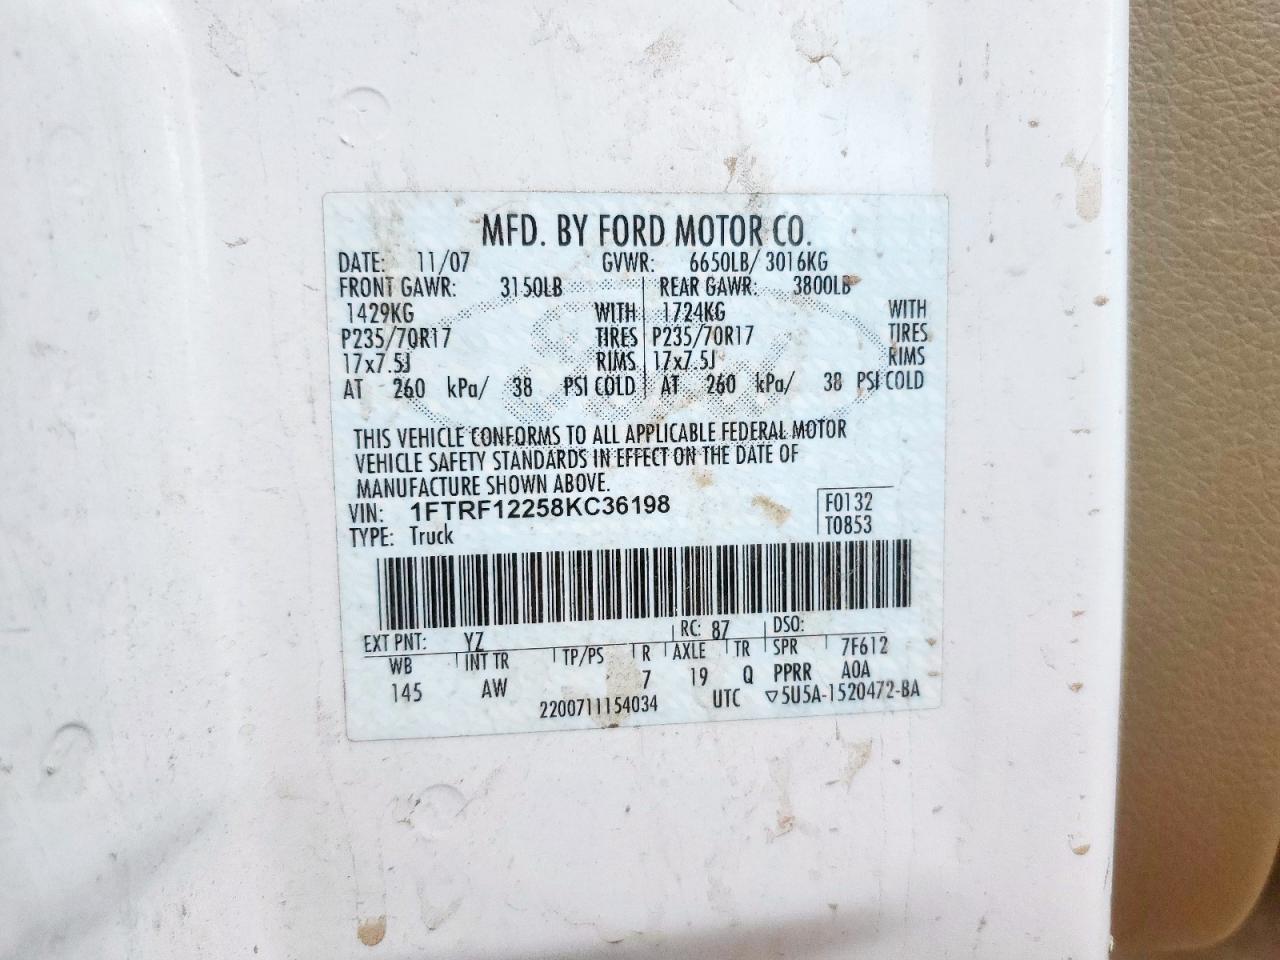 MFD. BY FORD MOTOR CO.
DATE: 11/07 GVWR: 6650LB/ 3016KG
FRONT GAWR: 3150LB REAR GAWR: 3800LB
1429KG WITH 1724KG WITH
P235/70R17 TIRES P235/70R17 TIRES
17x7.5J RIMS 17x7.5J RIMS
AT 260 kPa/ 38 PSI COLD AT 260 kPa/ 38 PSI COLD
THIS VEHICLE CONFORMS TO ALL APPLICABLE FEDERAL MOTOR
VEHICLE SAFETY STANDARDS IN EFFECT ON THE DATE OF
MANUFACTURE SHOWN ABOVE.
VIN: 1FTRF12258KC36198 F0132
TYPE: Truck T0853
EXT PNT: YZ RC: 87 DSO:
WB INT TR TP/PS R AXLE TR SPR 7F612
145 AW 7 19 Q PPRR A0A
2200711154034 UTC ▽5U5A-1520472-BA